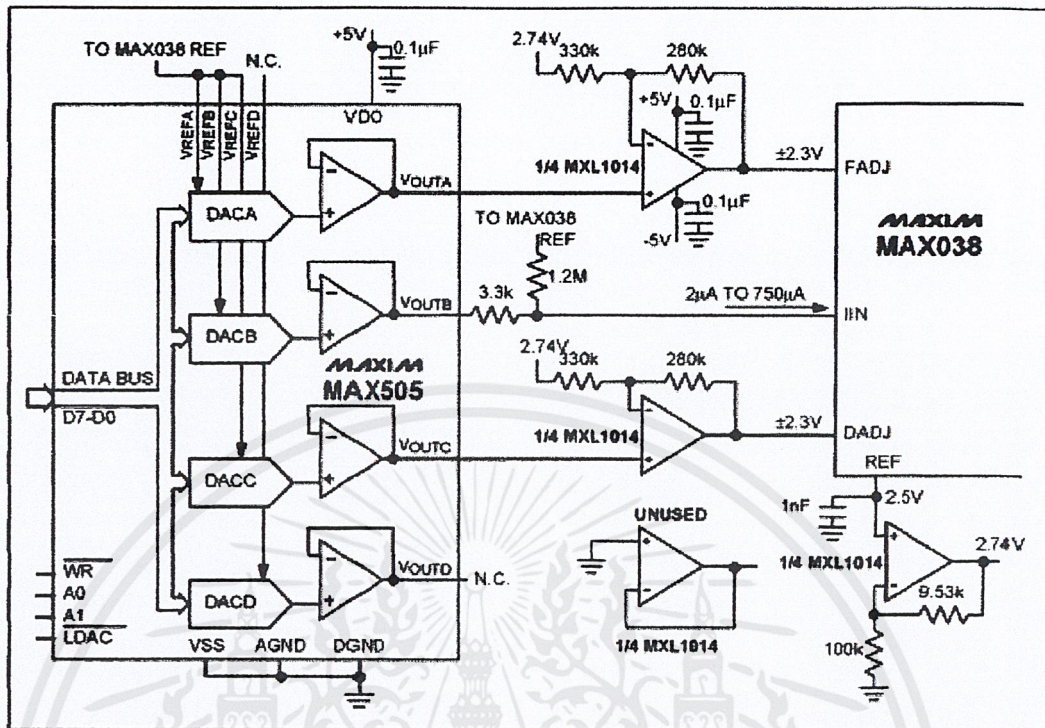 TO MAX038 REF
N.C.
+5V
0.1µF
VDO
VREFA
VREFB
VREFC
VREFD
DACA
VOUTA
DACB
VOUTB
MAXIM
MAX505
DATA BUS
D7-D0
DACC
VOUTC
DACD
VOUTD
N.C.
WR
A0
A1
LDAC
VSS
AGND
DGND
2.74V
330k
280k
+5V
0.1µF
1/4 MXL1014
0.1µF
-5V
±2.3V
FADJ
MAXIM
MAX038
TO MAX038
REF
1.2M
3.3k
2µA TO 750µA
IIN
2.74V
330k
280k
1/4 MXL1014
±2.3V
DADJ
REF
1nF
2.5V
UNUSED
1/4 MXL1014
1/4 MXL1014
2.74V
9.53k
100k